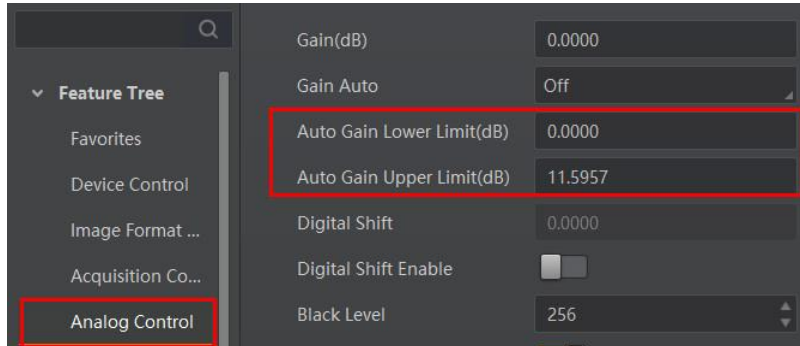 Feature Tree
Favorites
Device Control
Image Format ...
Acquisition Co...
Analog Control
Gain(dB) 0.0000
Gain Auto Off
Auto Gain Lower Limit(dB) 0.0000
Auto Gain Upper Limit(dB) 11.5957
Digital Shift 0.0000
Digital Shift Enable
Black Level 256